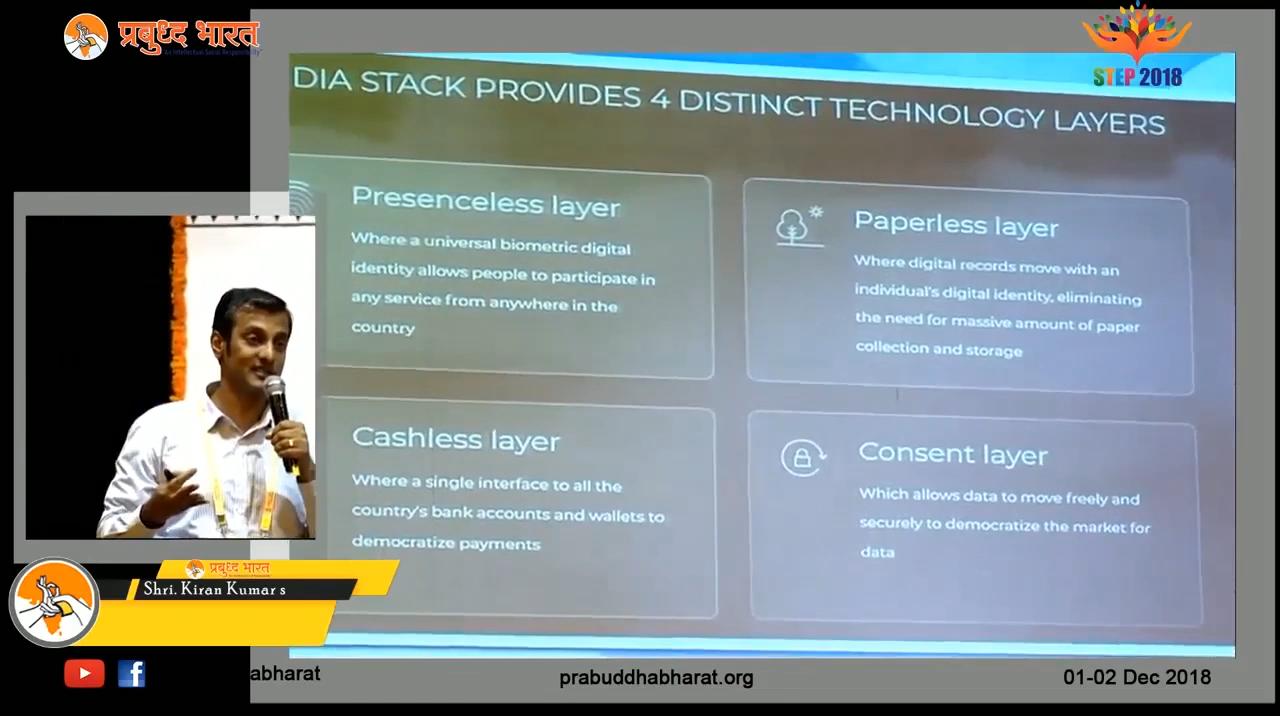 प्रबुध्द भारत
An Intellectual Social Responsibility
STEP 2018
DIA STACK PROVIDES 4 DISTINCT TECHNOLOGY LAYERS
Presenceless layer
Where a universal biometric digital
identity allows people to participate in
any service from anywhere in the
country
Paperless layer
Where digital records move with an
individual's digital identity, eliminating
the need for massive amount of paper
collection and storage
Cashless layer
Where a single interface to all the
country's bank accounts and wallets to
democratize payments
Consent layer
Which allows data to move freely and
securely to democratize the market for
data
प्रबुध्द भारत
Shri. Kiran Kumar s
abharat
prabuddhabharat.org
01-02 Dec 2018